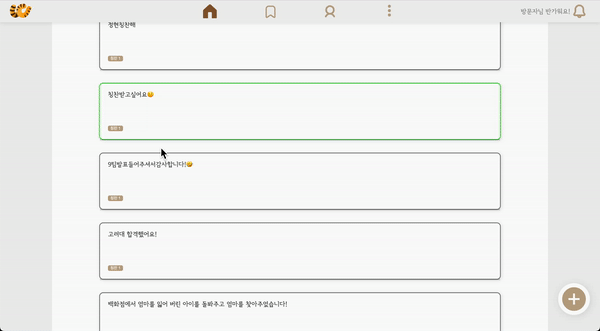 방문자님 반가워요!
정현칭찬해
칭찬 1
칭찬받고싶어요😆
칭찬 1
9팀발표들어주셔서감사합니다!😄
칭찬 1
고려대 합격했어요!
칭찬 1
백화점에서 엄마를 잃어 버린 아이를 돌봐주고 엄마를 찾아주었습니다!